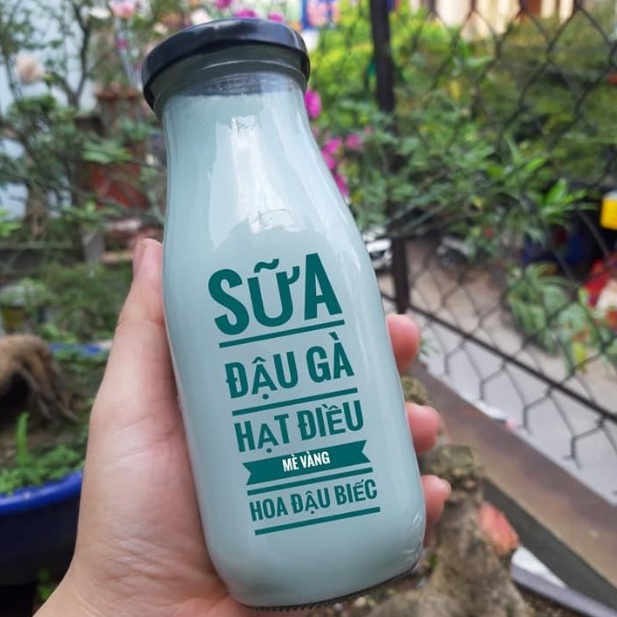 SỮA
ĐẬU GÀ
HẠT ĐIỀU
MÈ VÀNG
HOA ĐẬU BIẾC